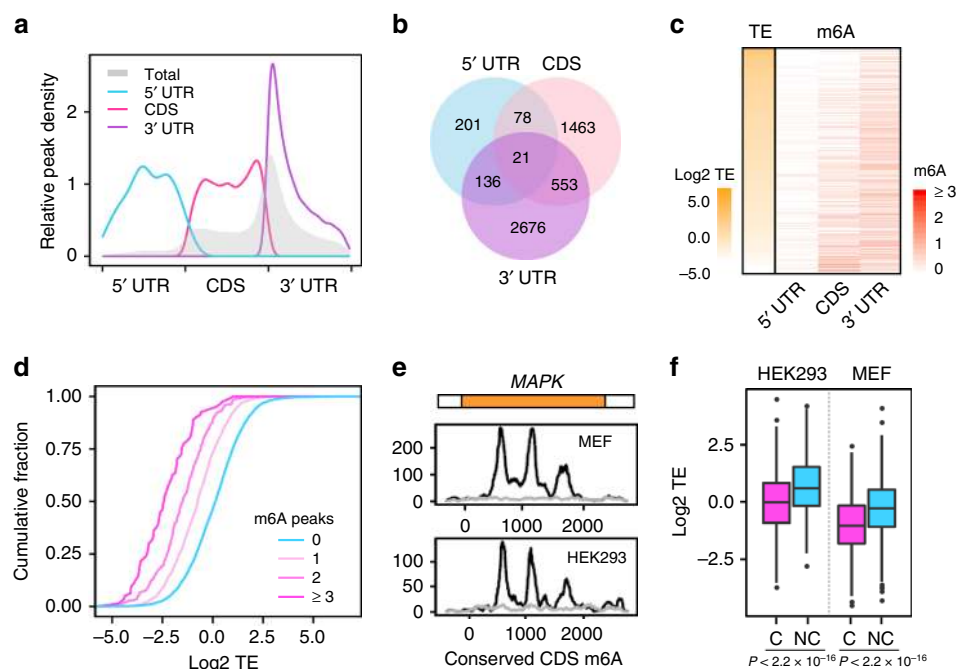 a
Relative peak density
2
1
0
Total
5′ UTR
CDS
3′ UTR
5′ UTR CDS 3′ UTR
b
5′ UTR CDS
201 78 1463
21
136 553
2676
3′ UTR
c
TE m6A
Log2 TE
5.0
0.0
−5.0
m6A
≥ 3
2
1
0
5′ UTR
CDS
3′ UTR
d
Cumulative fraction
1.00
0.75
0.50
0.25
0.00
m6A peaks
0
1
2
≥ 3
−5.0 −2.5 0.0 2.5 5.0
Log2 TE
e
MAPK
MEF
200
100
0
0 1000 2000
HEK293
100
50
0
0 1000 2000
Conserved CDS m6A
f
HEK293 MEF
Log2 TE
2.5
0.0
−2.5
C NC C NC
P < 2.2 × 10⁻¹⁶ P < 2.2 × 10⁻¹⁶